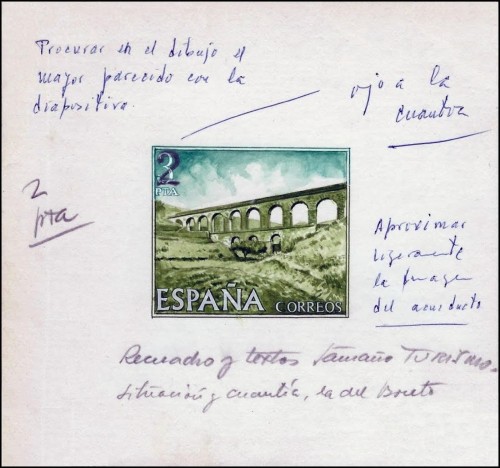 Procurar en el dibujo el
mayor parecido con la
diapositiva.
ojo a la
cuantía
2
pta
2
PTA
ESPAÑA CORREOS
Aproximar
ligeramente
la imagen
del acueducto
Recuadro y textos tamaño TURISMO.
Situación y cuantía, la del Boceto